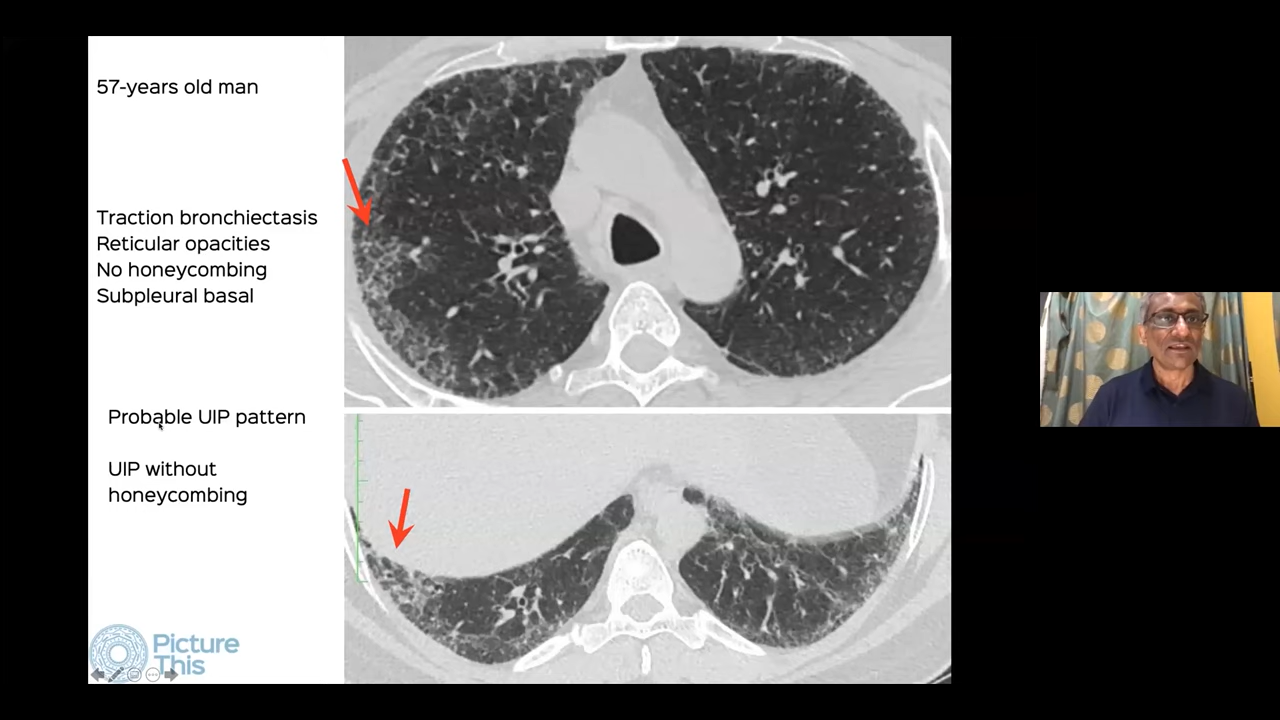 57-years old man
Traction bronchiectasis
Reticular opacities
No honeycombing
Subpleural basal
Probable UIP pattern
UIP without
honeycombing
Picture
This